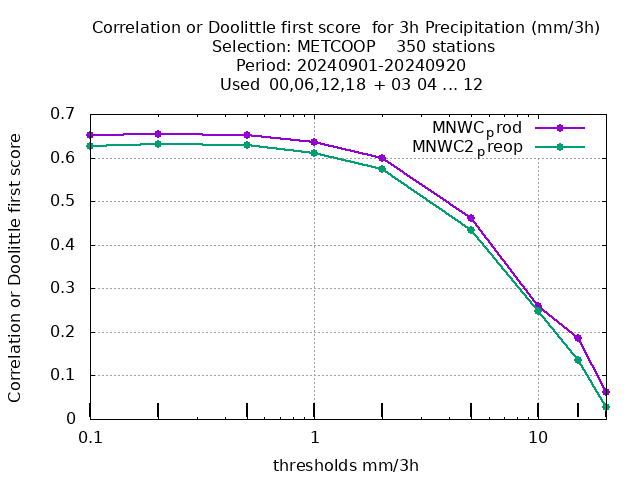 Correlation or Doolittle first score  for 3h Precipitation (mm/3h)
Selection: METCOOP    350 stations
Period: 20240901-20240920
Used 00,06,12,18 + 03 04 ... 12
MNWC_prod
MNWC2_preop
Correlation or Doolittle first score
0.7
0.6
0.5
0.4
0.3
0.2
0.1
0
0.1 1 10
thresholds mm/3h